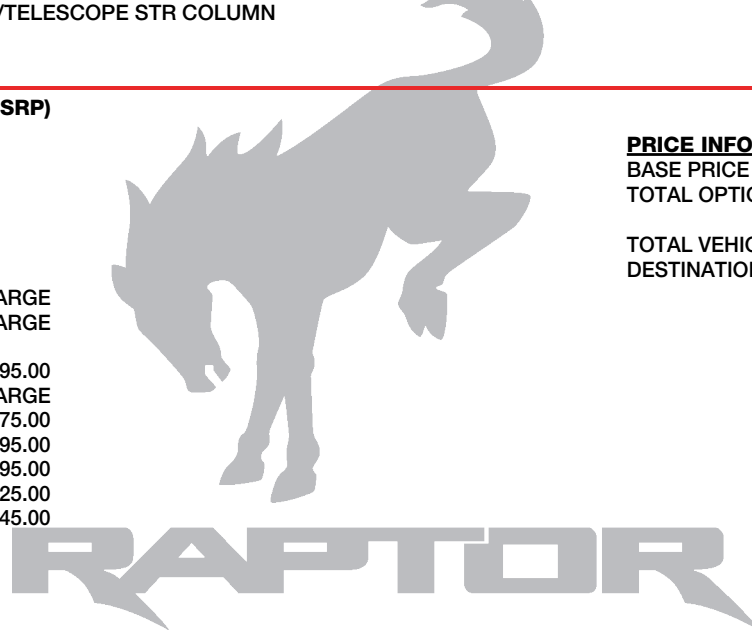 /TELESCOPE STR COLUMN
SRP)
PRICE INFO
BASE PRICE
TOTAL OPTIO
TOTAL VEHIC
DESTINATION
ARGE
ARGE
95.00
ARGE
75.00
95.00
95.00
25.00
45.00
RAPTOR